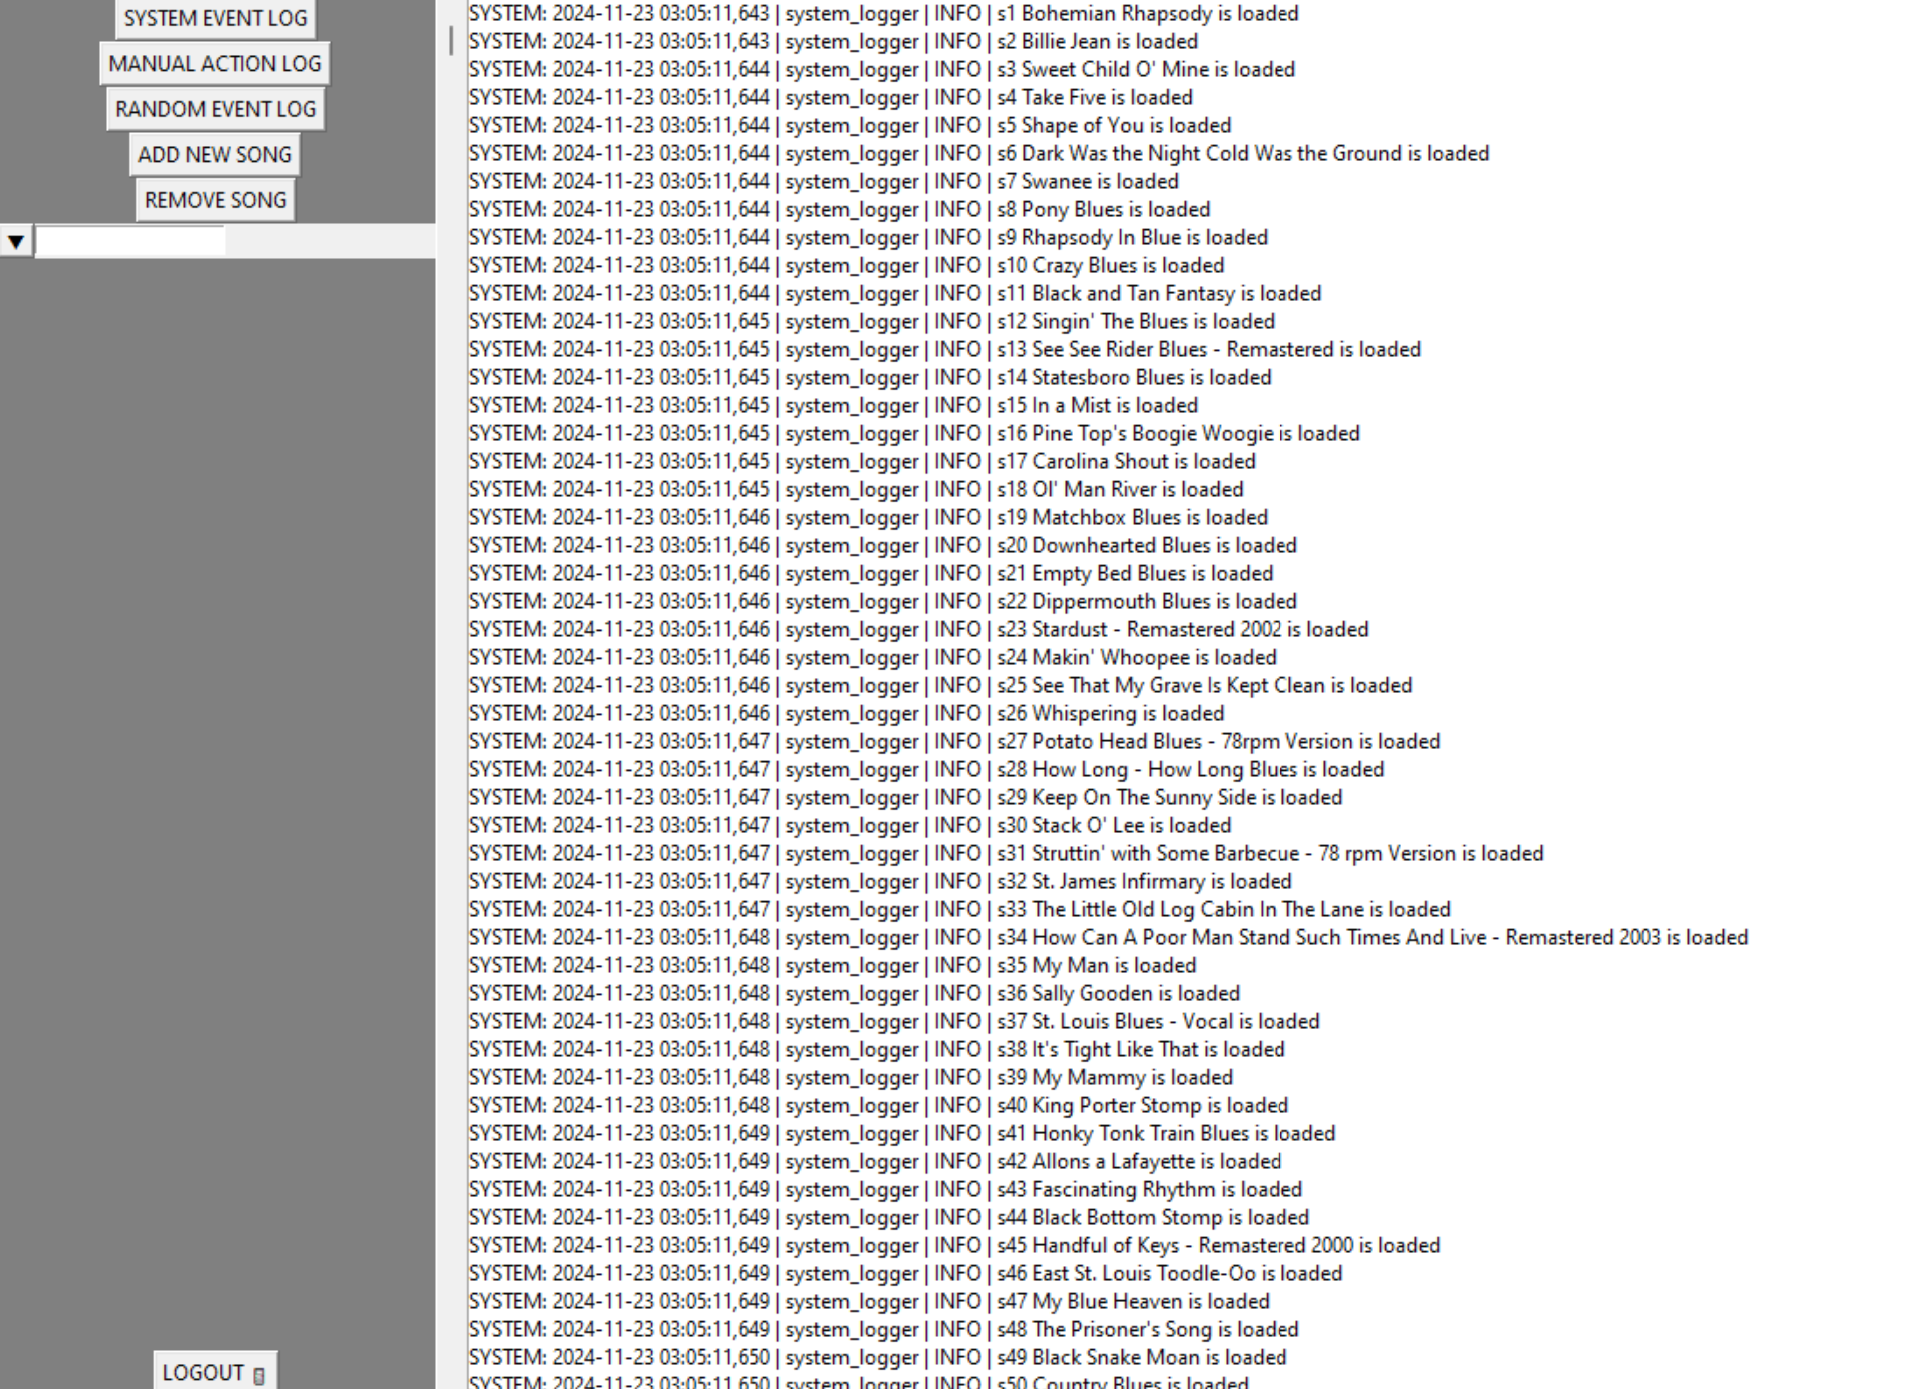 SYSTEM EVENT LOG
MANUAL ACTION LOG
RANDOM EVENT LOG
ADD NEW SONG
REMOVE SONG
LOGOUT
SYSTEM: 2024-11-23 03:05:11,643 | system_logger | INFO | s1 Bohemian Rhapsody is loaded
SYSTEM: 2024-11-23 03:05:11,643 | system_logger | INFO | s2 Billie Jean is loaded
SYSTEM: 2024-11-23 03:05:11,644 | system_logger | INFO | s3 Sweet Child O' Mine is loaded
SYSTEM: 2024-11-23 03:05:11,644 | system_logger | INFO | s4 Take Five is loaded
SYSTEM: 2024-11-23 03:05:11,644 | system_logger | INFO | s5 Shape of You is loaded
SYSTEM: 2024-11-23 03:05:11,644 | system_logger | INFO | s6 Dark Was the Night Cold Was the Ground is loaded
SYSTEM: 2024-11-23 03:05:11,644 | system_logger | INFO | s7 Swanee is loaded
SYSTEM: 2024-11-23 03:05:11,644 | system_logger | INFO | s8 Pony Blues is loaded
SYSTEM: 2024-11-23 03:05:11,644 | system_logger | INFO | s9 Rhapsody In Blue is loaded
SYSTEM: 2024-11-23 03:05:11,644 | system_logger | INFO | s10 Crazy Blues is loaded
SYSTEM: 2024-11-23 03:05:11,644 | system_logger | INFO | s11 Black and Tan Fantasy is loaded
SYSTEM: 2024-11-23 03:05:11,645 | system_logger | INFO | s12 Singin' The Blues is loaded
SYSTEM: 2024-11-23 03:05:11,645 | system_logger | INFO | s13 See See Rider Blues - Remastered is loaded
SYSTEM: 2024-11-23 03:05:11,645 | system_logger | INFO | s14 Statesboro Blues is loaded
SYSTEM: 2024-11-23 03:05:11,645 | system_logger | INFO | s15 In a Mist is loaded
SYSTEM: 2024-11-23 03:05:11,645 | system_logger | INFO | s16 Pine Top's Boogie Woogie is loaded
SYSTEM: 2024-11-23 03:05:11,645 | system_logger | INFO | s17 Carolina Shout is loaded
SYSTEM: 2024-11-23 03:05:11,645 | system_logger | INFO | s18 Ol' Man River is loaded
SYSTEM: 2024-11-23 03:05:11,646 | system_logger | INFO | s19 Matchbox Blues is loaded
SYSTEM: 2024-11-23 03:05:11,646 | system_logger | INFO | s20 Downhearted Blues is loaded
SYSTEM: 2024-11-23 03:05:11,646 | system_logger | INFO | s21 Empty Bed Blues is loaded
SYSTEM: 2024-11-23 03:05:11,646 | system_logger | INFO | s22 Dippermouth Blues is loaded
SYSTEM: 2024-11-23 03:05:11,646 | system_logger | INFO | s23 Stardust - Remastered 2002 is loaded
SYSTEM: 2024-11-23 03:05:11,646 | system_logger | INFO | s24 Makin' Whoopee is loaded
SYSTEM: 2024-11-23 03:05:11,646 | system_logger | INFO | s25 See That My Grave Is Kept Clean is loaded
SYSTEM: 2024-11-23 03:05:11,646 | system_logger | INFO | s26 Whispering is loaded
SYSTEM: 2024-11-23 03:05:11,647 | system_logger | INFO | s27 Potato Head Blues - 78rpm Version is loaded
SYSTEM: 2024-11-23 03:05:11,647 | system_logger | INFO | s28 How Long - How Long Blues is loaded
SYSTEM: 2024-11-23 03:05:11,647 | system_logger | INFO | s29 Keep On The Sunny Side is loaded
SYSTEM: 2024-11-23 03:05:11,647 | system_logger | INFO | s30 Stack O' Lee is loaded
SYSTEM: 2024-11-23 03:05:11,647 | system_logger | INFO | s31 Struttin' with Some Barbecue - 78 rpm Version is loaded
SYSTEM: 2024-11-23 03:05:11,647 | system_logger | INFO | s32 St. James Infirmary is loaded
SYSTEM: 2024-11-23 03:05:11,647 | system_logger | INFO | s33 The Little Old Log Cabin In The Lane is loaded
SYSTEM: 2024-11-23 03:05:11,648 | system_logger | INFO | s34 How Can A Poor Man Stand Such Times And Live - Remastered 2003 is loaded
SYSTEM: 2024-11-23 03:05:11,648 | system_logger | INFO | s35 My Man is loaded
SYSTEM: 2024-11-23 03:05:11,648 | system_logger | INFO | s36 Sally Gooden is loaded
SYSTEM: 2024-11-23 03:05:11,648 | system_logger | INFO | s37 St. Louis Blues - Vocal is loaded
SYSTEM: 2024-11-23 03:05:11,648 | system_logger | INFO | s38 It's Tight Like That is loaded
SYSTEM: 2024-11-23 03:05:11,648 | system_logger | INFO | s39 My Mammy is loaded
SYSTEM: 2024-11-23 03:05:11,648 | system_logger | INFO | s40 King Porter Stomp is loaded
SYSTEM: 2024-11-23 03:05:11,649 | system_logger | INFO | s41 Honky Tonk Train Blues is loaded
SYSTEM: 2024-11-23 03:05:11,649 | system_logger | INFO | s42 Allons a Lafayette is loaded
SYSTEM: 2024-11-23 03:05:11,649 | system_logger | INFO | s43 Fascinating Rhythm is loaded
SYSTEM: 2024-11-23 03:05:11,649 | system_logger | INFO | s44 Black Bottom Stomp is loaded
SYSTEM: 2024-11-23 03:05:11,649 | system_logger | INFO | s45 Handful of Keys - Remastered 2000 is loaded
SYSTEM: 2024-11-23 03:05:11,649 | system_logger | INFO | s46 East St. Louis Toodle-Oo is loaded
SYSTEM: 2024-11-23 03:05:11,649 | system_logger | INFO | s47 My Blue Heaven is loaded
SYSTEM: 2024-11-23 03:05:11,649 | system_logger | INFO | s48 The Prisoner's Song is loaded
SYSTEM: 2024-11-23 03:05:11,650 | system_logger | INFO | s49 Black Snake Moan is loaded
SYSTEM: 2024-11-23 03:05:11,650 | system_logger | INFO | s50 Country Blues is loaded